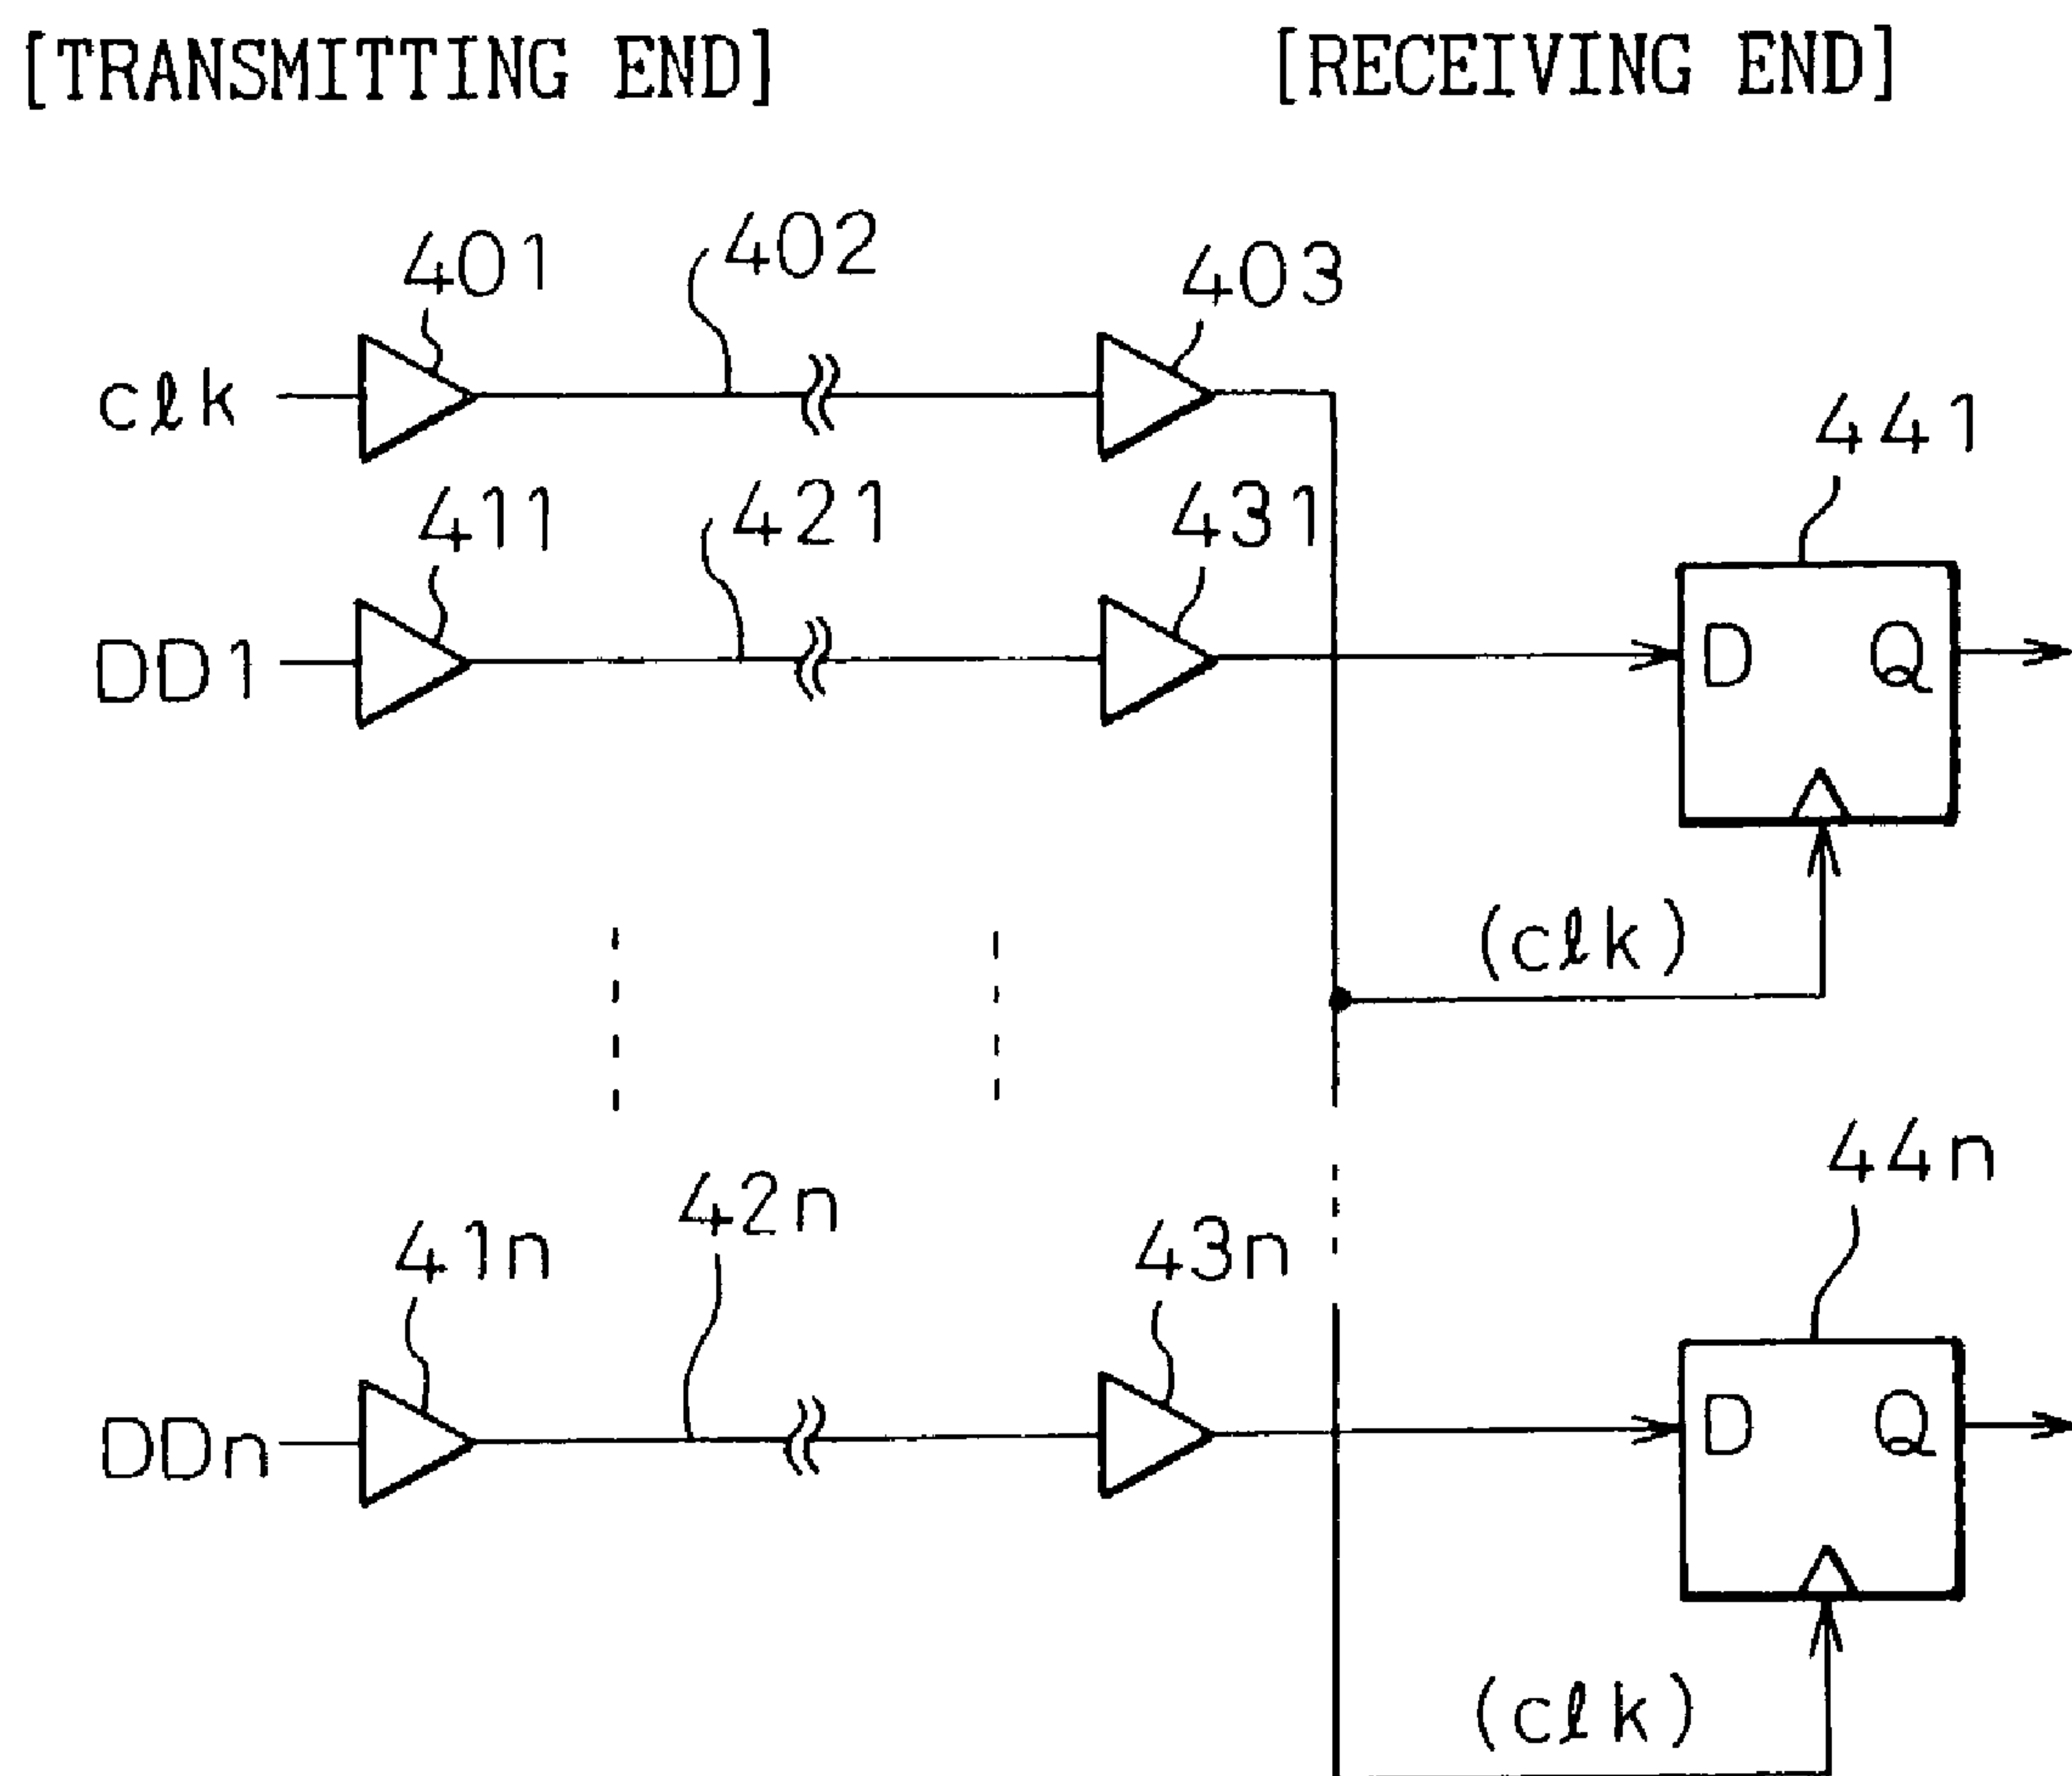 [TRANSMITTING END]
[RECEIVING END]
401
402
403
clk
441
411
421
431
DD1
D Q
(clk)
44n
42n
41n
43n
DDn
D Q
(clk)